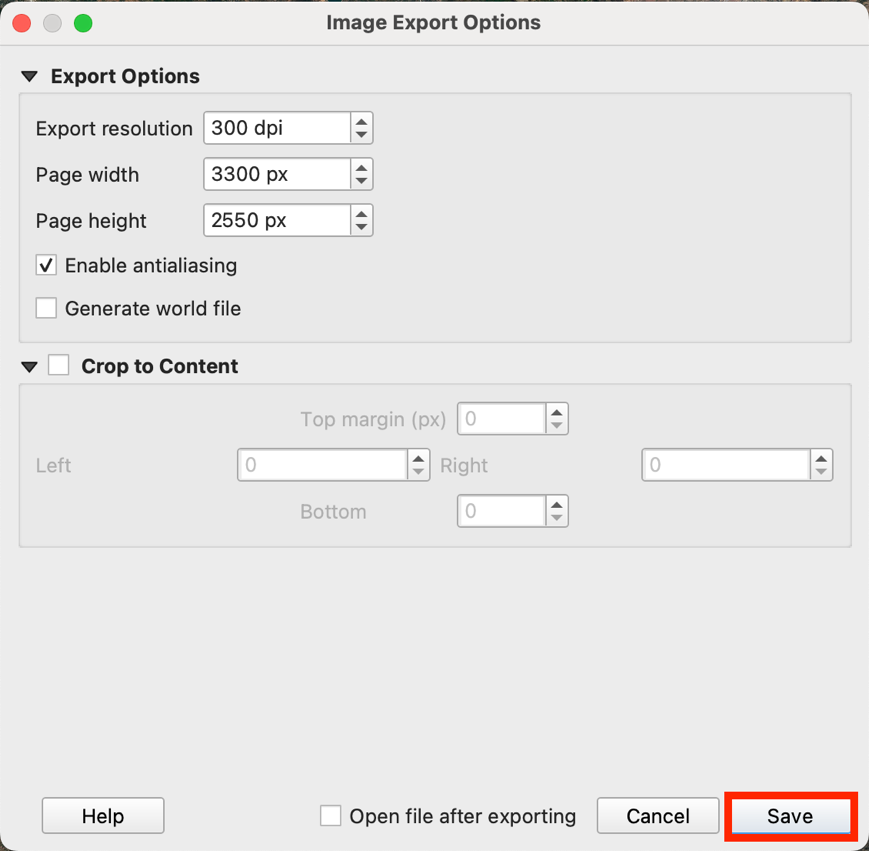 Image Export Options
Export Options
Export resolution 300 dpi
Page width 3300 px
Page height 2550 px
Enable antialiasing
Generate world file
Crop to Content
Top margin (px) 0
Left 0 Right 0
Bottom 0
Help Open file after exporting Cancel Save